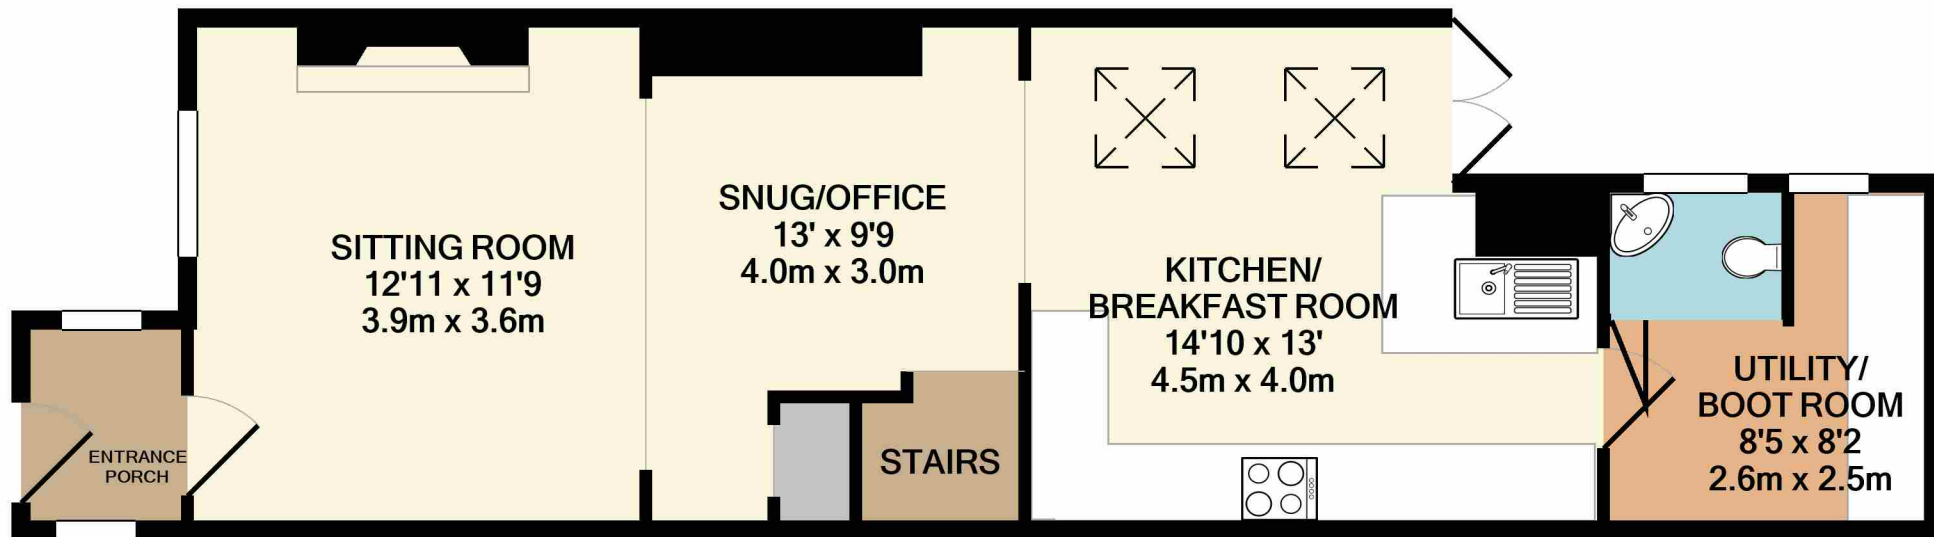 SITTING ROOM
12'11 x 11'9
3.9m x 3.6m
SNUG/OFFICE
13' x 9'9
4.0m x 3.0m
KITCHEN/
BREAKFAST ROOM
14'10 x 13'
4.5m x 4.0m
UTILITY/
BOOT ROOM
8'5 x 8'2
2.6m x 2.5m
ENTRANCE
PORCH
STAIRS